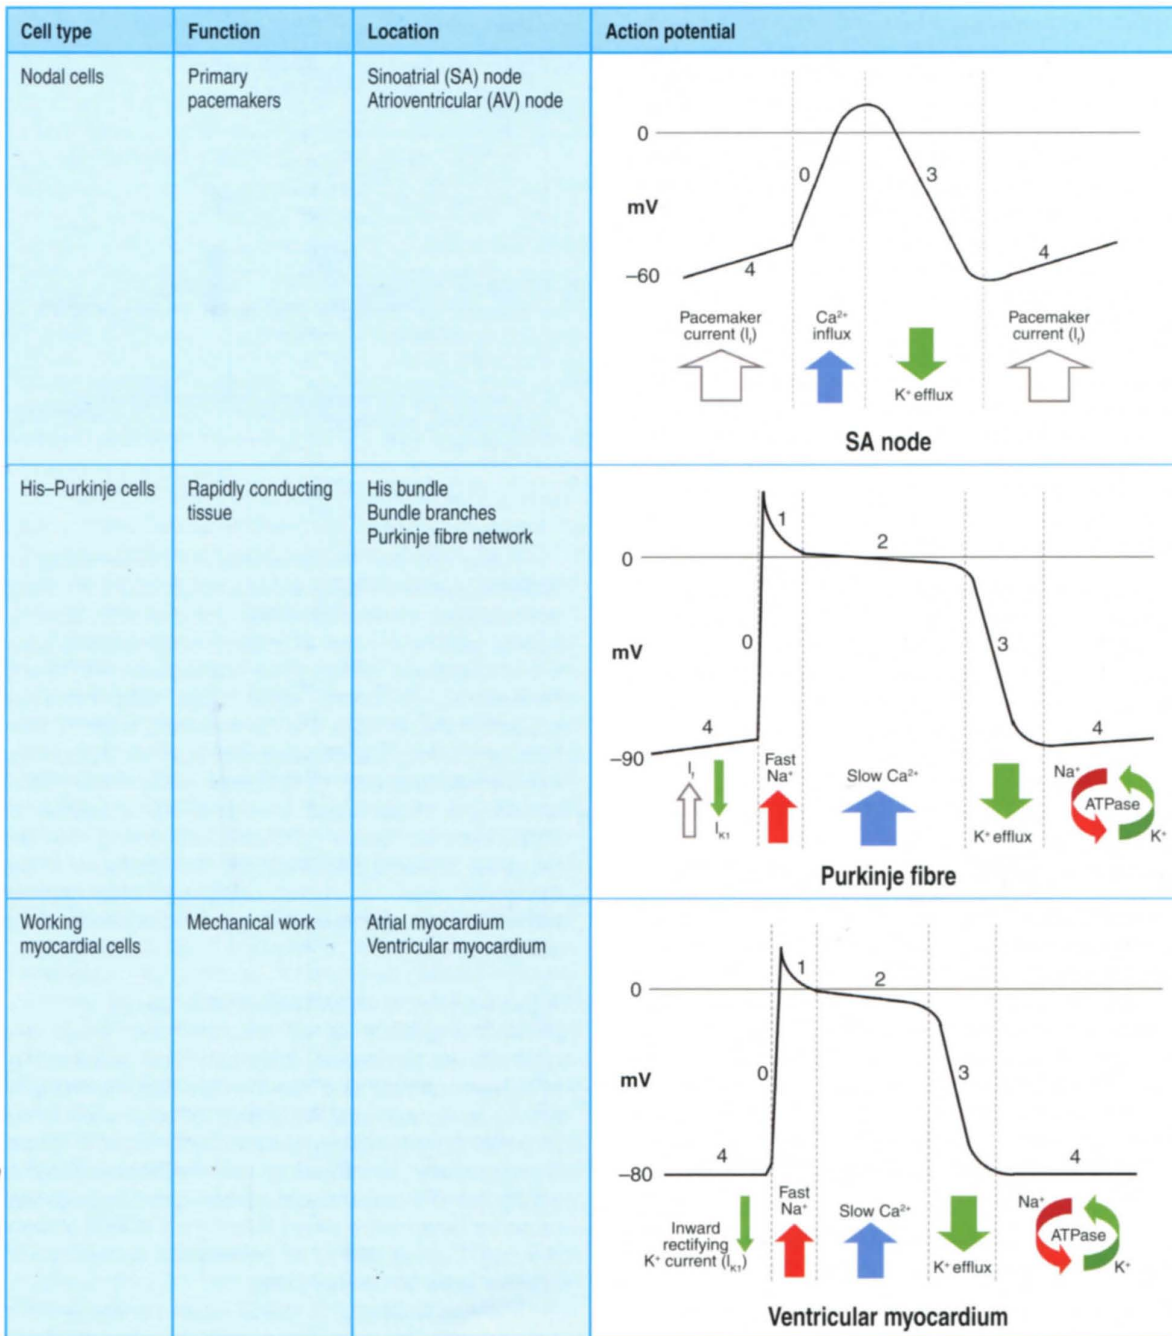 Cell type
Function
Location
Action potential
Nodal cells
Primary
pacemakers
Sinoatrial (SA) node
Atrioventricular (AV) node
0
mV
–60
4
0
3
4
Pacemaker
current (If)
Ca2+
influx
K+ efflux
Pacemaker
current (If)
SA node
His–Purkinje cells
Rapidly conducting
tissue
His bundle
Bundle branches
Purkinje fibre network
0
mV
–90
4
0
1
2
3
4
If
IK1
Fast
Na+
Slow Ca2+
K+ efflux
Na+
ATPase
K+
Purkinje fibre
Working
myocardial cells
Mechanical work
Atrial myocardium
Ventricular myocardium
0
mV
–80
4
0
1
2
3
4
Inward
rectifying
K+ current (IK1)
Fast
Na+
Slow Ca2+
K+ efflux
Na+
ATPase
K+
Ventricular myocardium